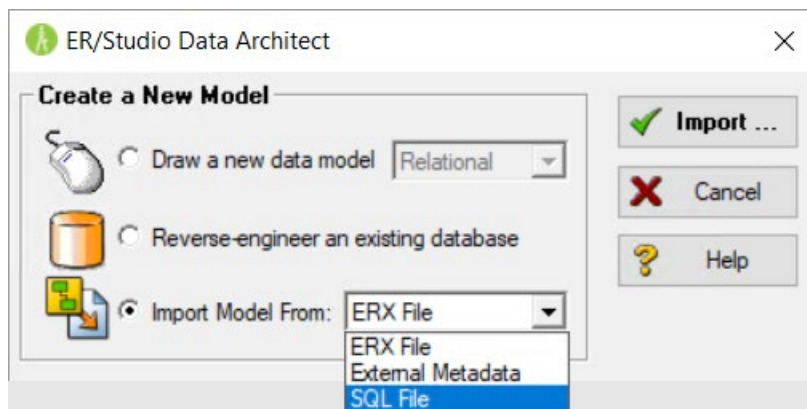 ER/Studio Data Architect
Create a New Model
Draw a new data model Relational
Reverse-engineer an existing database
Import Model From: ERX File
ERX File
External Metadata
SQL File
Import ...
Cancel
Help